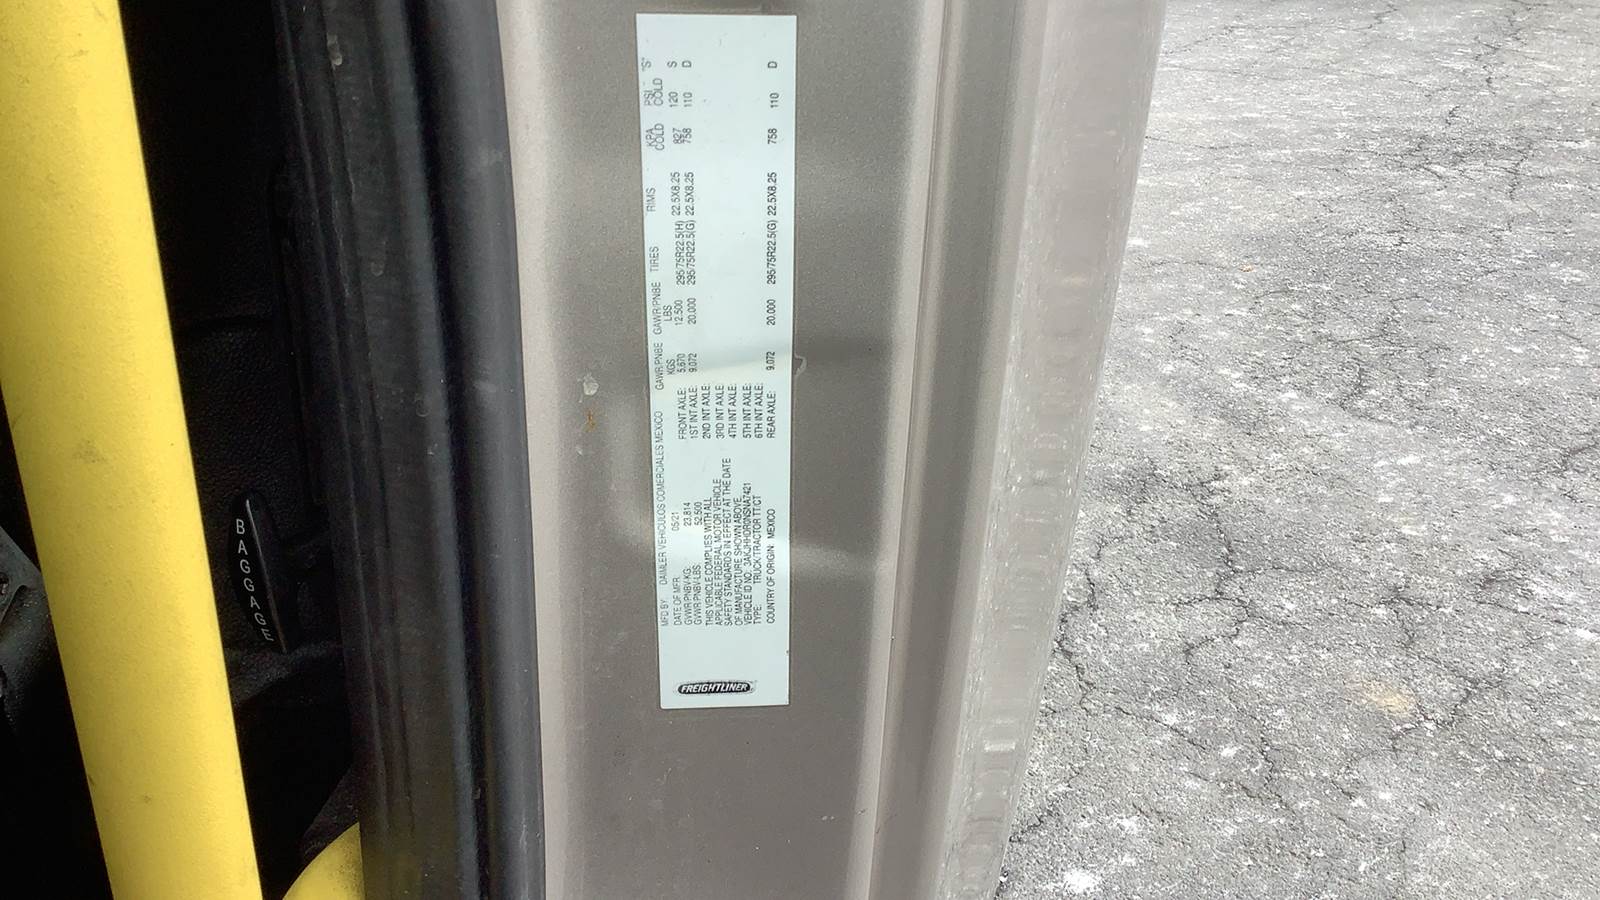 BAGGAGE
FREIGHTLINER
MFD BY: DAIMLER VEHICULOS COMERCIALES MEXICO
DATE OF MFR: 05/21
GVWR/PNBV-KG: 23,814
GVWR/PNBV-LBS: 52,500
THIS VEHICLE COMPLIES WITH ALL
APPLICABLE FEDERAL MOTOR VEHICLE
SAFETY STANDARDS IN EFFECT AT THE DATE
OF MANUFACTURE SHOWN ABOVE.
VEHICLE ID NO.:
TYPE: TRUCK/TRACTOR TT/CT
COUNTRY OF ORIGIN: MEXICO
GAWR/PNBE KGS GAWR/PNBE LBS TIRES RIMS KPA COLD PSI COLD "S"
FRONT AXLE: 5,670 12,500 295/75R22.5(H) 22.5X8.25 827 120 S
1ST INT AXLE: 9,072 20,000 295/75R22.5(G) 22.5X8.25 758 110 D
2ND INT AXLE:
3RD INT AXLE:
4TH INT AXLE:
5TH INT AXLE:
6TH INT AXLE:
REAR AXLE: 9,072 20,000 295/75R22.5(G) 22.5X8.25 758 110 D